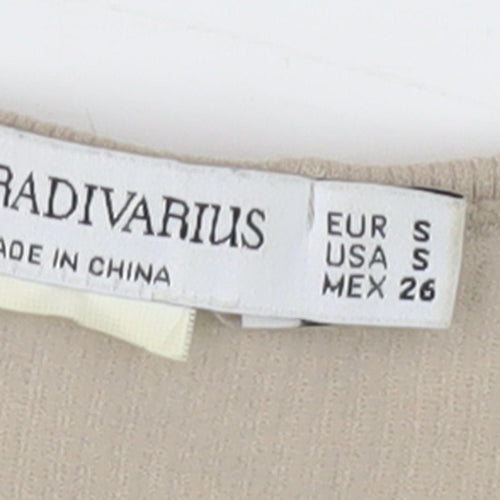 RADIVARIUS
ADE IN CHINA
EUR S
USA S
MEX 26